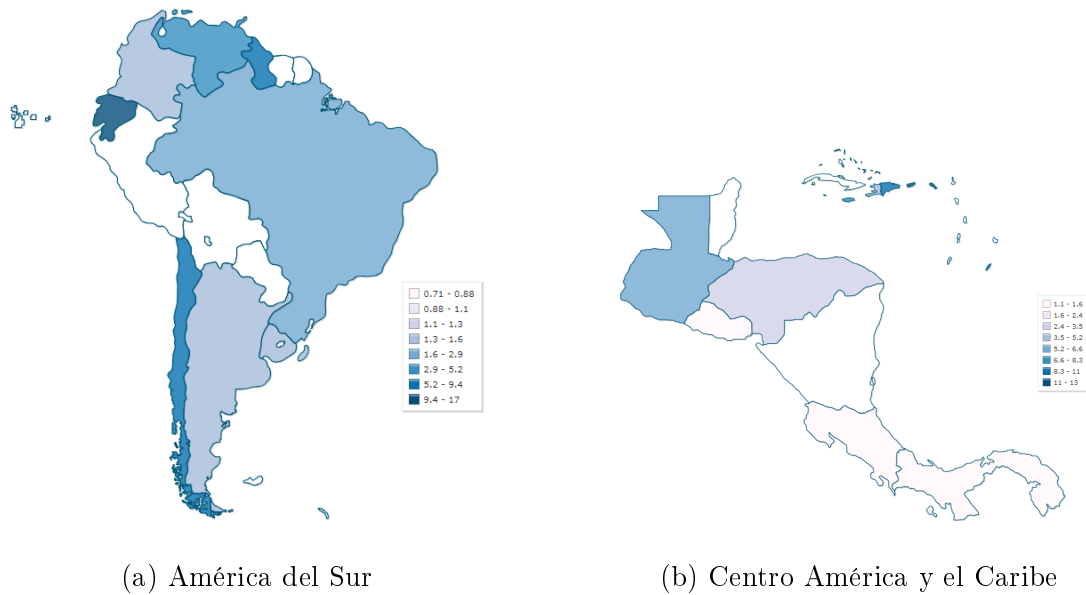 0.71 - 0.88
0.88 - 1.1
1.1 - 1.3
1.3 - 1.6
1.6 - 2.9
2.9 - 5.2
5.2 - 9.4
9.4 - 17
1.1 - 1.6
1.6 - 2.4
2.4 - 3.5
3.5 - 5.2
5.2 - 6.6
6.6 - 8.3
8.3 - 11
11 - 13
(a) América del Sur
(b) Centro América y el Caribe